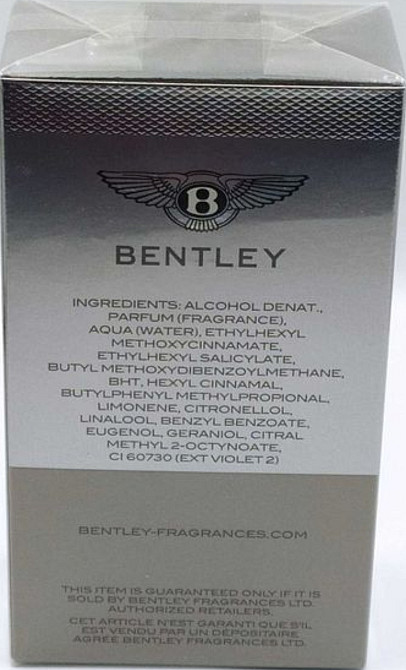 B
BENTLEY
INGREDIENTS: ALCOHOL DENAT.,
PARFUM (FRAGRANCE),
AQUA (WATER), ETHYLHEXYL
METHOXYCINNAMATE,
ETHYLHEXYL SALICYLATE,
BUTYL METHOXYDIBENZOYLMETHANE,
BHT, HEXYL CINNAMAL,
BUTYLPHENYL METHYLPROPIONAL,
LIMONENE, CITRONELLOL,
LINALOOL, BENZYL BENZOATE,
EUGENOL, GERANIOL, CITRAL
METHYL 2-OCTYNOATE,
CI 60730 (EXT VIOLET 2)
BENTLEY-FRAGRANCES.COM
THIS ITEM IS GUARANTEED ONLY IF IT IS
SOLD BY BENTLEY FRAGRANCES LTD.
AUTHORIZED RETAILERS.
CET ARTICLE N'EST GARANTI QUE S'IL
EST VENDU PAR UN DÉPOSITAIRE
AGRÉÉ BENTLEY FRAGRANCES LTD.